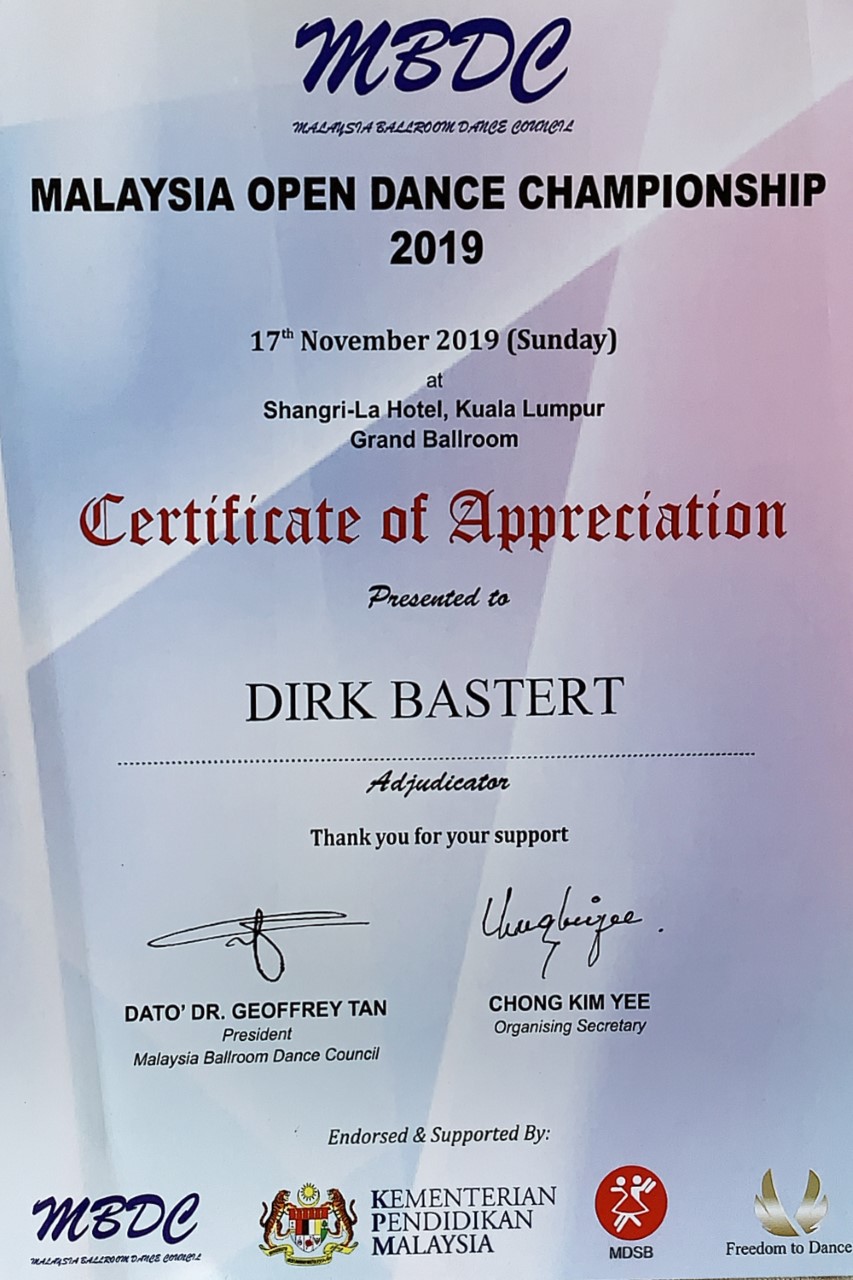 MBDC
MALAYSIA BALLROOM DANCE COUNCIL
MALAYSIA OPEN DANCE CHAMPIONSHIP
2019
17th November 2019 (Sunday)
at
Shangri-La Hotel, Kuala Lumpur
Grand Ballroom
Certificate of Appreciation
Presented to
DIRK BASTERT
Adjudicator
Thank you for your support
DATO' DR. GEOFFREY TAN
President
Malaysia Ballroom Dance Council
CHONG KIM YEE
Organising Secretary
Endorsed & Supported By:
MBDC
MALAYSIA BALLROOM DANCE COUNCIL
KEMENTERIAN
PENDIDIKAN
MALAYSIA
MDSB
Freedom to Dance